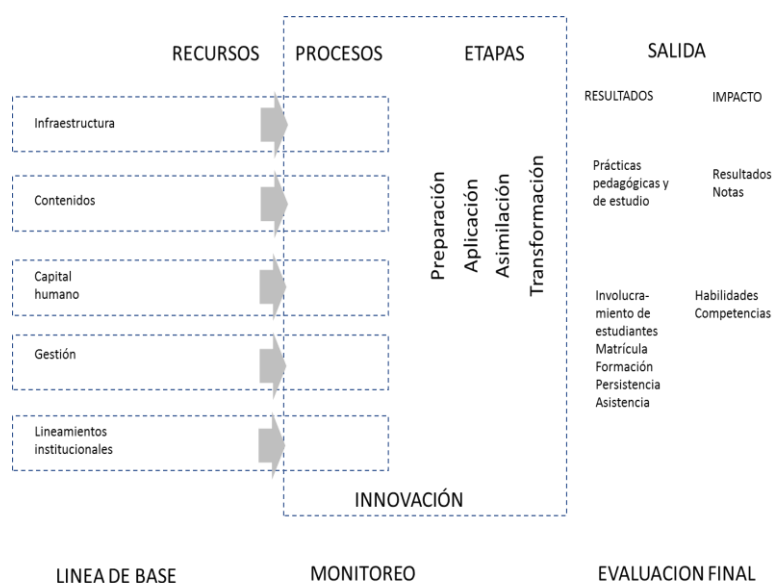 RECURSOS
PROCESOS
ETAPAS
SALIDA
RESULTADOS
IMPACTO
Infraestructura
Contenidos
Capital
humano
Gestión
Lineamientos
institucionales
Preparación
Aplicación
Asimilación
Transformación
Prácticas
pedagógicas y
de estudio
Resultados
Notas
Involucra-
miento de
estudiantes
Matrícula
Formación
Persistencia
Asistencia
Habilidades
Competencias
INNOVACIÓN
LINEA DE BASE
MONITOREO
EVALUACION FINAL